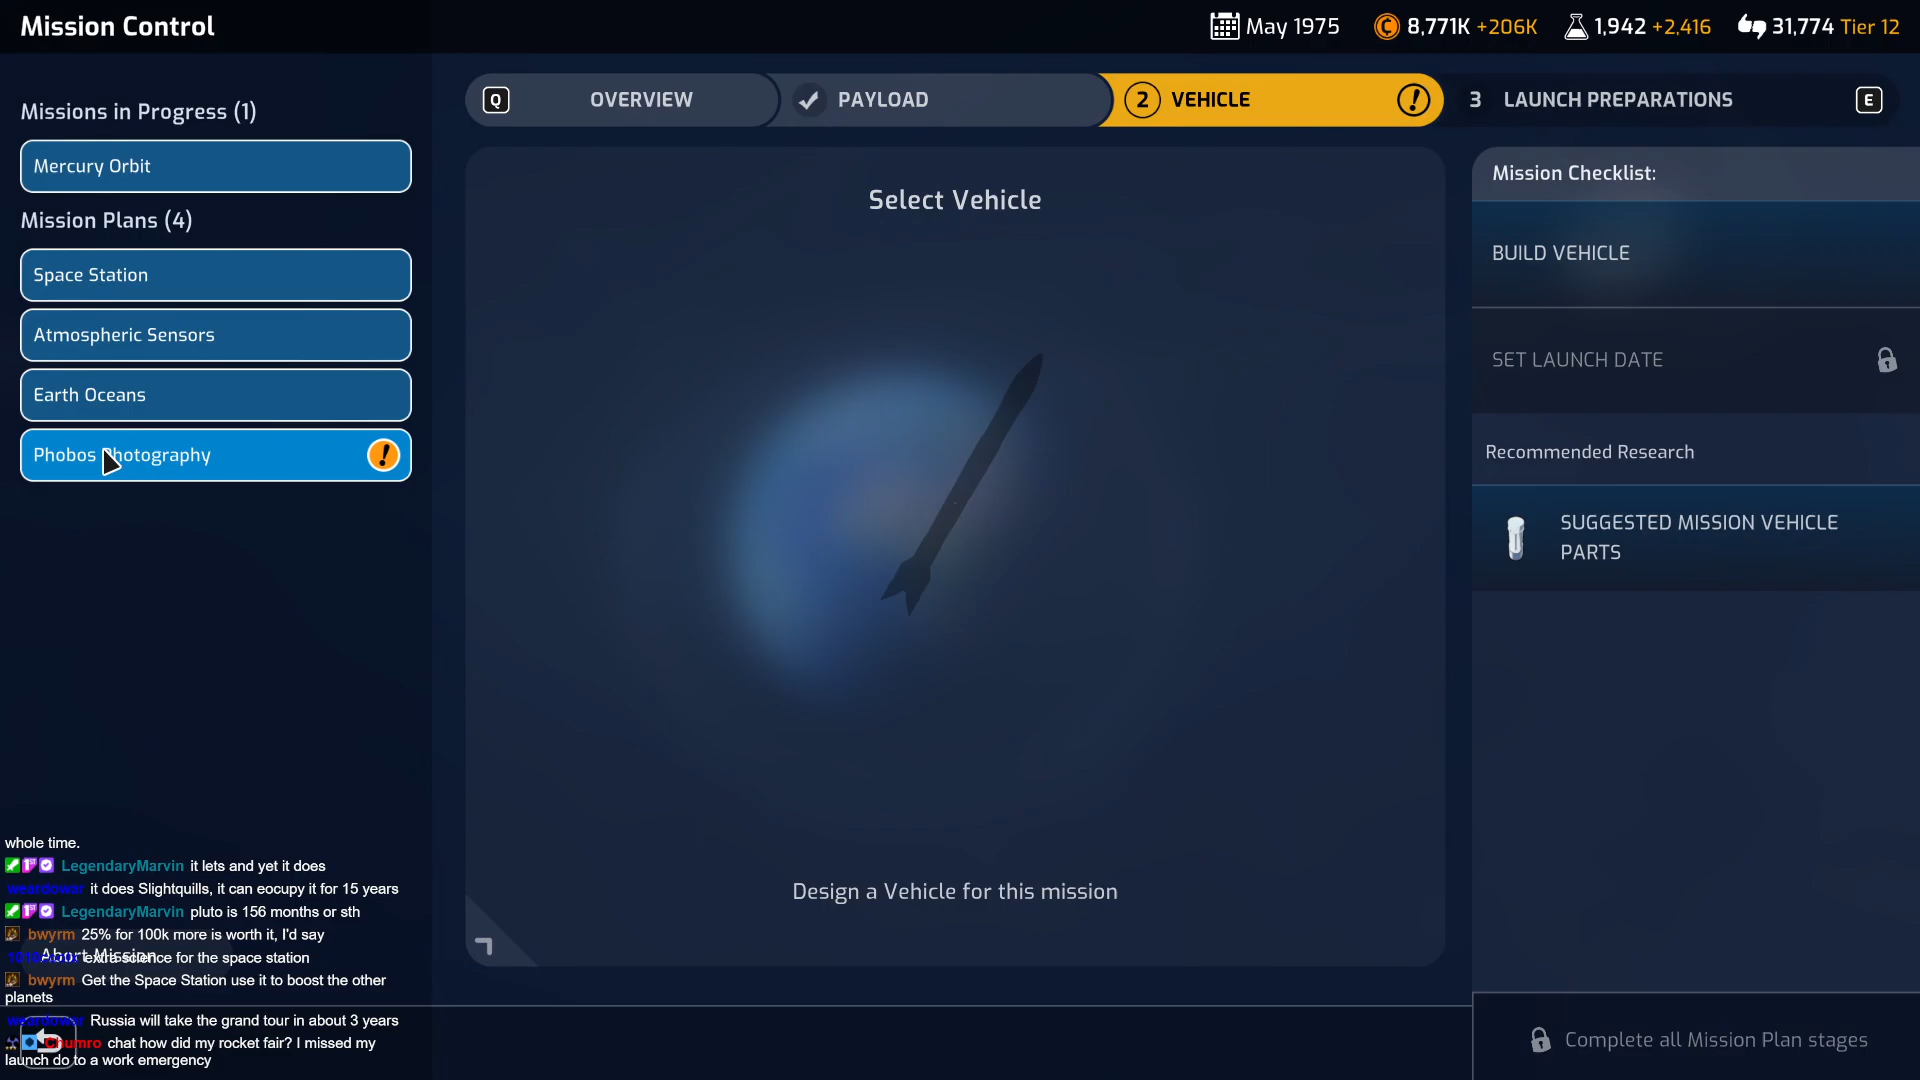 Mission Control
May 1975
8,771K +206K
1,942 +2,416
31,774 Tier 12
Missions in Progress (1)
Mercury Orbit
Mission Plans (4)
Space Station
Atmospheric Sensors
Earth Oceans
Phobos Photography
Q
OVERVIEW
PAYLOAD
2 VEHICLE
3 LAUNCH PREPARATIONS
E
Select Vehicle
Design a Vehicle for this mission
Mission Checklist:
BUILD VEHICLE
SET LAUNCH DATE
Recommended Research
SUGGESTED MISSION VEHICLE
PARTS
Complete all Mission Plan stages
whole time.
LegendaryMarvin it lets and yet it does
weardowar it does Slightquills, it can eocupy it for 15 years
LegendaryMarvin pluto is 156 months or sth
bwyrm 25% for 100k more is worth it, I'd say
Abort Mission
extra science for the space station
bwyrm Get the Space Station use it to boost the other
planets
weardowar Russia will take the grand tour in about 3 years
Chumro chat how did my rocket fair? I missed my
launch do to a work emergency